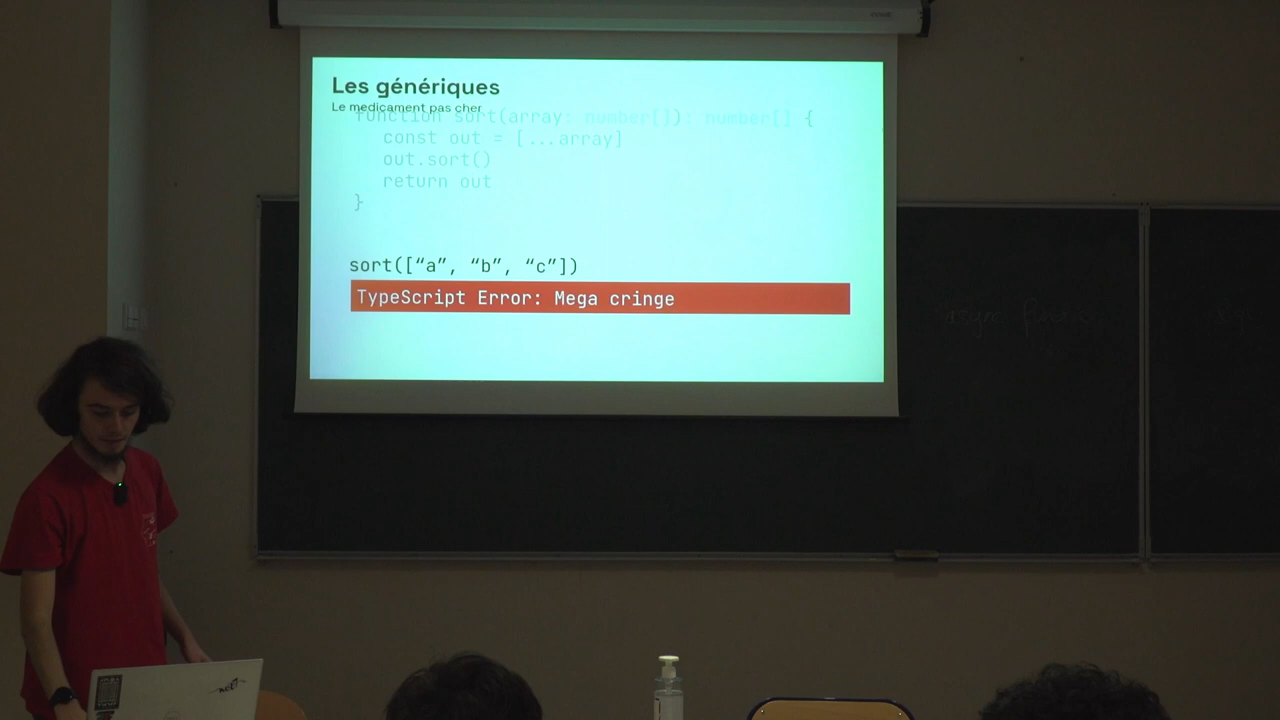 Les génériques
Le medicament pas cher
function sort(array: number[]): number[] {
const out = [...array]
out.sort()
return out
}
sort([“a”, “b”, “c”])
TypeScript Error: Mega cringe